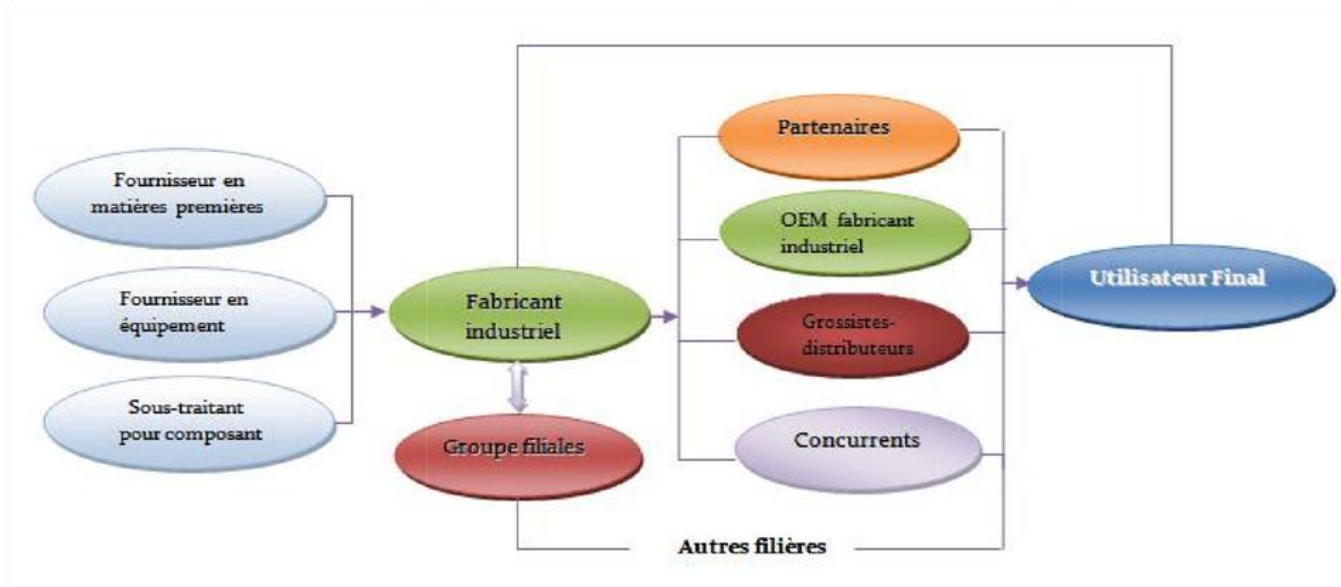 Fournisseur en
matières premières
Fournisseur en
équipement
Sous-traitant
pour composant
Fabricant
industriel
Groupe filiales
Partenaires
OEM fabricant
industriel
Grossistes-
distributeurs
Concurrents
Autres filières
Utilisateur Final